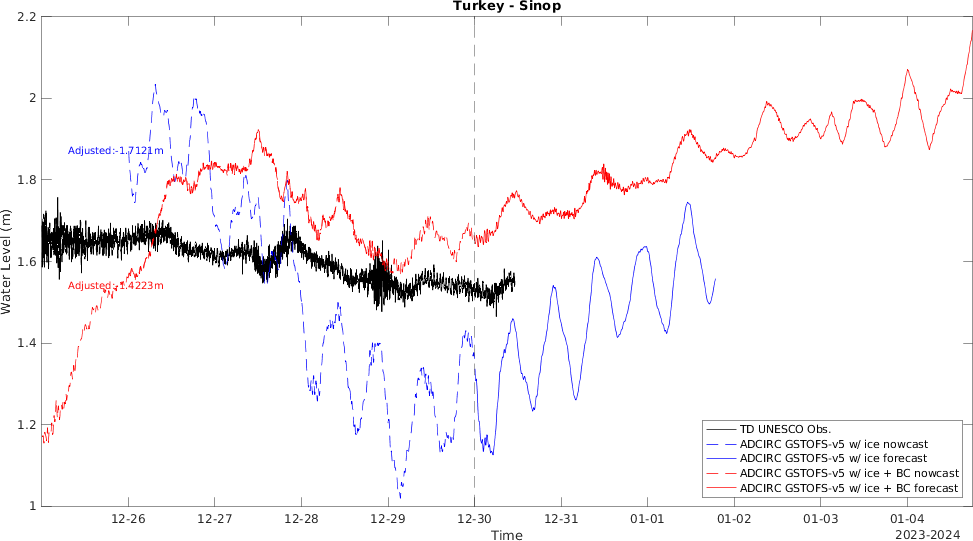 Turkey - Sinop
2.2
2
1.8
1.6
1.4
1.2
1
Water Level (m)
Adjusted:-1.7121m
Adjusted:-1.4223m
TD UNESCO Obs.
ADCIRC GSTOFS-v5 w/ ice nowcast
ADCIRC GSTOFS-v5 w/ ice forecast
ADCIRC GSTOFS-v5 w/ ice + BC nowcast
ADCIRC GSTOFS-v5 w/ ice + BC forecast
12-26 12-27 12-28 12-29 12-30 12-31 01-01 01-02 01-03 01-04
Time
2023-2024